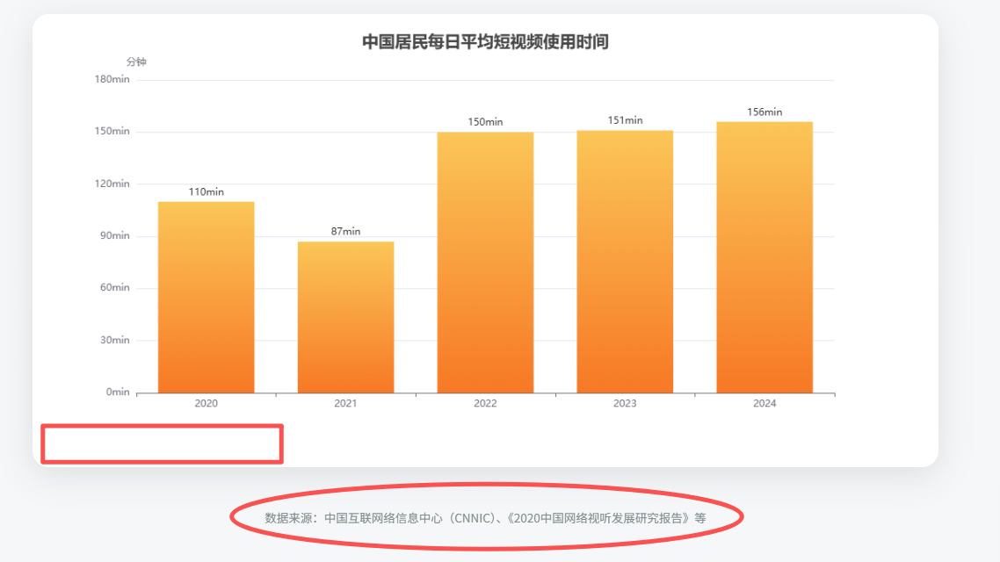 中国居民每日平均短视频使用时间
分钟
180min
150min
120min
90min
60min
30min
0min
110min
87min
150min
151min
156min
2020
2021
2022
2023
2024
数据来源：中国互联网络信息中心（CNNIC）、《2020中国网络视听发展研究报告》等